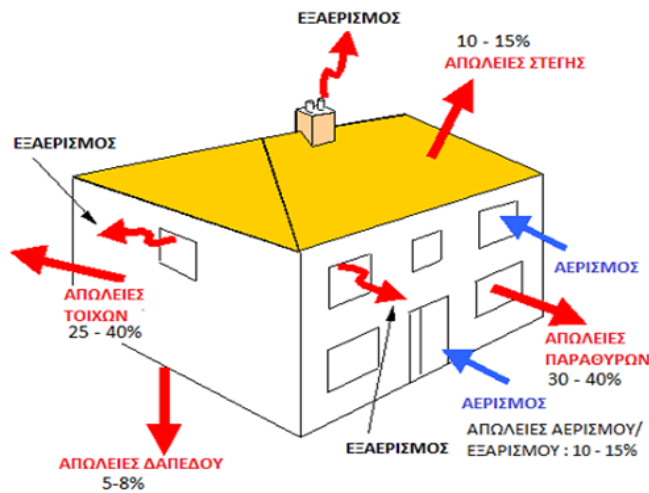 ΕΞΑΕΡΙΣΜΟΣ
10 - 15%
ΑΠΩΛΕΙΕΣ ΣΤΕΓΗΣ
ΕΞΑΕΡΙΣΜΟΣ
ΑΕΡΙΣΜΟΣ
ΑΠΩΛΕΙΕΣ
ΤΟΙΧΩΝ
25 - 40%
ΑΠΩΛΕΙΕΣ
ΠΑΡΑΘΥΡΩΝ
30 - 40%
ΑΕΡΙΣΜΟΣ
ΑΠΩΛΕΙΕΣ ΑΕΡΙΣΜΟΥ/
ΕΞΑΡΙΣΜΟΥ : 10 - 15%
ΕΞΑΕΡΙΣΜΟΣ
ΑΠΩΛΕΙΕΣ ΔΑΠΕΔΟΥ
5-8%